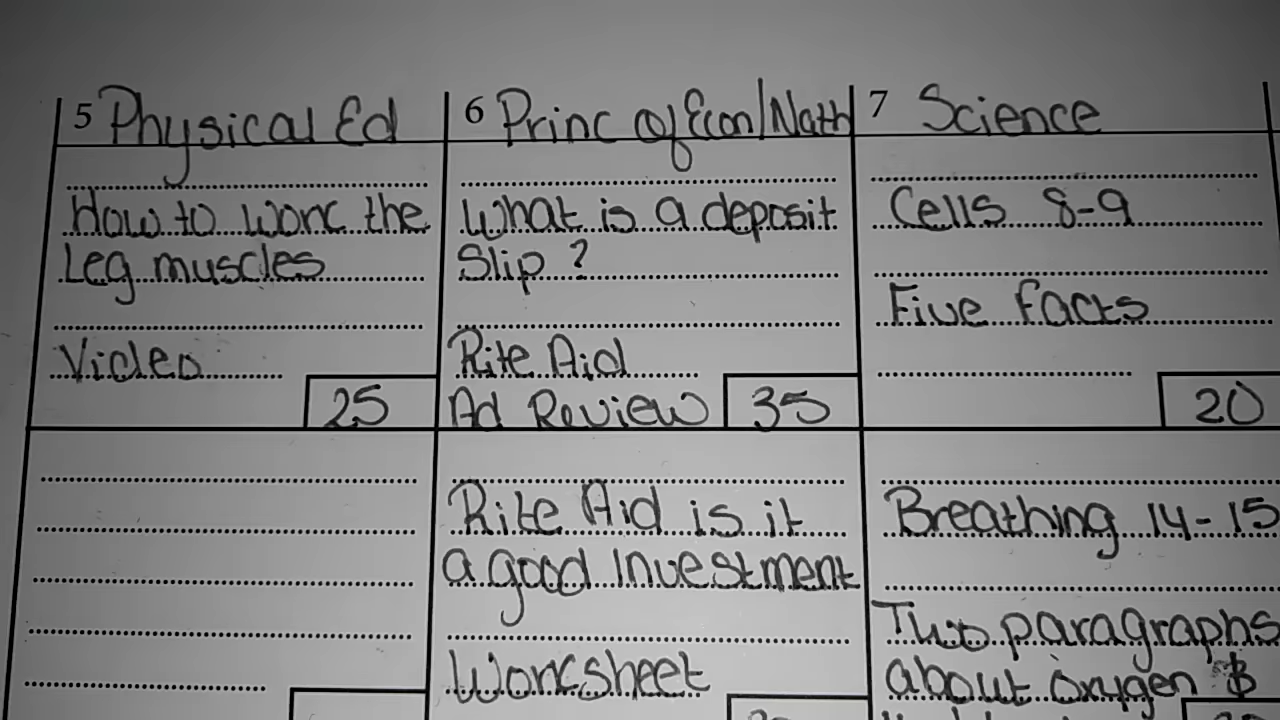 5 Physical Ed
How to work the
Leg muscles
Video
25
6 Princ of Econ/Math
What is a deposit
Slip?
Rite Aid
Ad Review
35
7 Science
Cells 8-9
Five facts
20
Rite Aid is it
a good investment
Worksheet
Breathing 14-15
Two paragraphs
about oxygen &